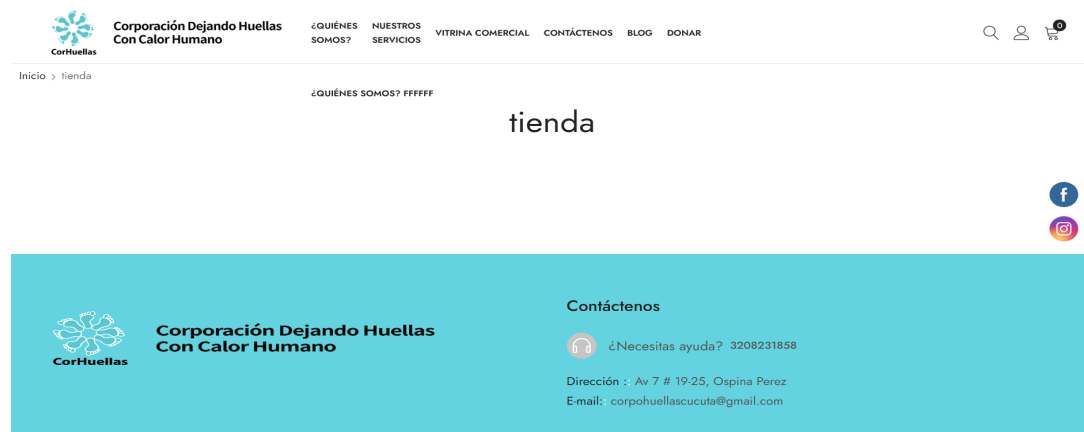 CorHuellas
Corporación Dejando Huellas
Con Calor Humano
¿QUIÉNES SOMOS?
NUESTROS SERVICIOS
VITRINA COMERCIAL
CONTÁCTENOS
BLOG
DONAR
0
Inicio > tienda
¿QUIÉNES SOMOS? FFFFFF
tienda
CorHuellas
Corporación Dejando Huellas
Con Calor Humano
Contáctenos
¿Necesitas ayuda? 3208231858
Dirección :: Av 7 # 19-25, Ospina Perez
E-mail:: corpohuellascucuta@gmail.com